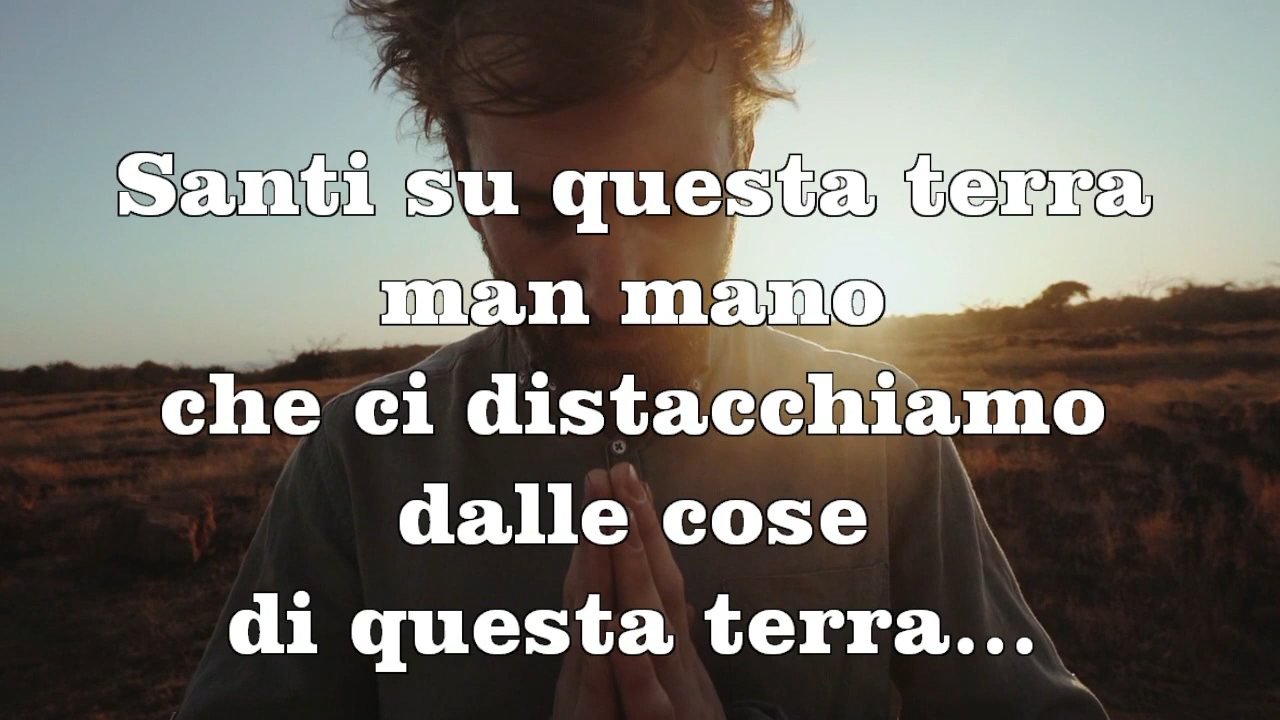 Santi su questa terra
man mano
che ci distacchiamo
dalle cose
di questa terra...